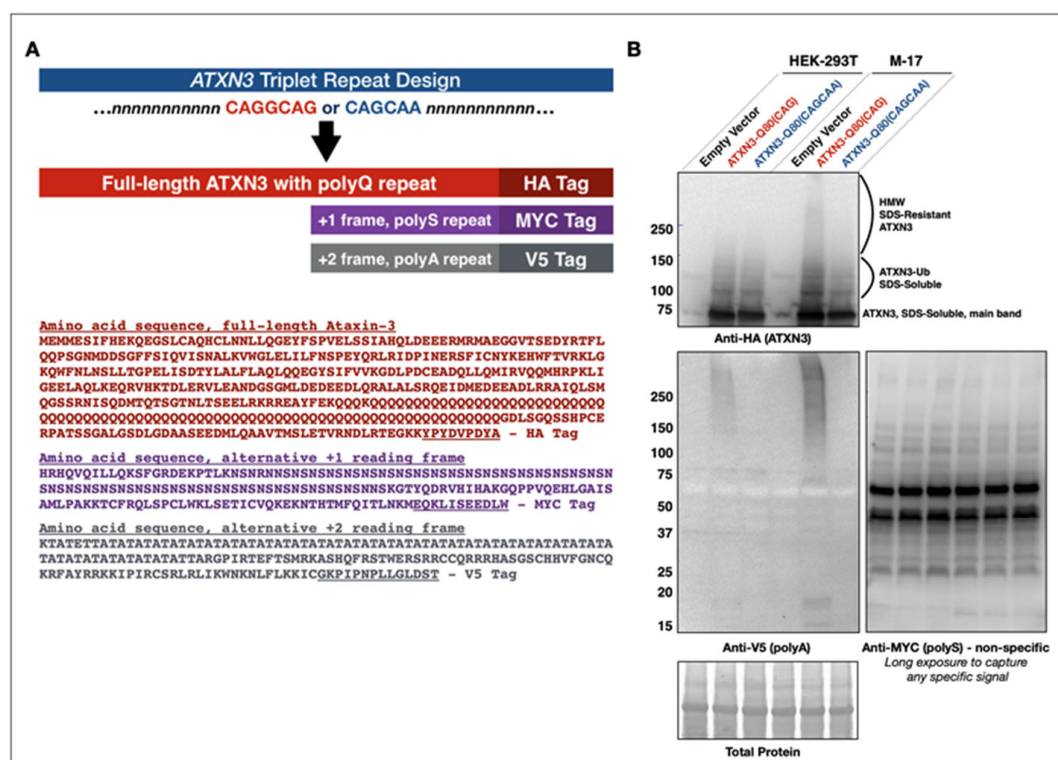 A
ATXN3 Triplet Repeat Design
...nnnnnnnnnnn CAGGCAG or CAGCAA nnnnnnnnnnn...
Full-length ATXN3 with polyQ repeat
HA Tag
+1 frame, polyS repeat
MYC Tag
+2 frame, polyA repeat
V5 Tag
Amino acid sequence, full-length Ataxin-3
MEMMESIFHEKQEGSLCAQHCLNNLLQGEYFSPVELSSIAHQLDEEERMRMAEGGVTSEDYRTFL
QQPSGNMDDSGFFSIQVISNALKVWGLELILFNSPEYQRLRIDPINERSFICNYKEHWFTVRKLG
KQWFNLNSLLTGPELISDTYLALFLAQLQQEGYSIFVVKGDLPDCEADQLLQMIRVQQMHRPKLI
GEELAQLKEQRVHKTDLERVLEANDGSGMLDEDEEDLQRALALSRQEIDMEDEEADLRRAIQLSM
QGSSRNISQDMTQTSGTNLTSEELRKRREAYFEKQQQKQQQQQQQQQQQQQQQQQQQQQQQQQQQ
QQQQQQQQQQQQQQQQQQQQQQQQQQQQQQQQQQQQQQQQQQQQQQQQQQQQGDLSGQSSHPCE
RPATSSGALGSDLGDAASEEDMLQAAVTMSLETVRNDLRTEGKKYPYDVPDYA – HA Tag
Amino acid sequence, alternative +1 reading frame
HRHQVQILLQKSFGRDEKPTLKNSNRNSNSNSNSNSNSNSNSNSNSNSNSNSNSNSNSNSNSNSN
SNSNSNSNSNSNSNSNSNSNSNSNSNSNSNSNSNSNSNSKGTYQDRVHIHAKGQPPVQEHLGAIS
AMLPAKKTCFRQLSPCLWKLSETICVQKEKNTHTMFQITLNKMEQKLISEEDLW – MYC Tag
Amino acid sequence, alternative +2 reading frame
KTATETTATATATATATATATATATATATATATATATATATATATATATATATATATATATATATA
TATATATATATATATATATTARGPIRTEFTSMRKASHQFRSTWERSRRCCQRRRHASGSCHHVFGNCQ
KRFAYRRKKIPIRCSRLRLIKWNKNLFLKKICGKPIPNPLLGLDST – V5 Tag
B
HEK-293T
M-17
Empty Vector
ATXN3-Q80(CAG)
ATXN3-Q80(CAGCAA)
Empty Vector
ATXN3-Q80(CAG)
ATXN3-Q80(CAGCAA)
250
150
100
75
HMW
SDS-Resistant
ATXN3
ATXN3-Ub
SDS-Soluble
ATXN3, SDS-Soluble, main band
Anti-HA (ATXN3)
250
150
100
75
50
37
25
20
15
Anti-V5 (polyA)
Anti-MYC (polyS) - non-specific
Long exposure to capture
any specific signal
Total Protein